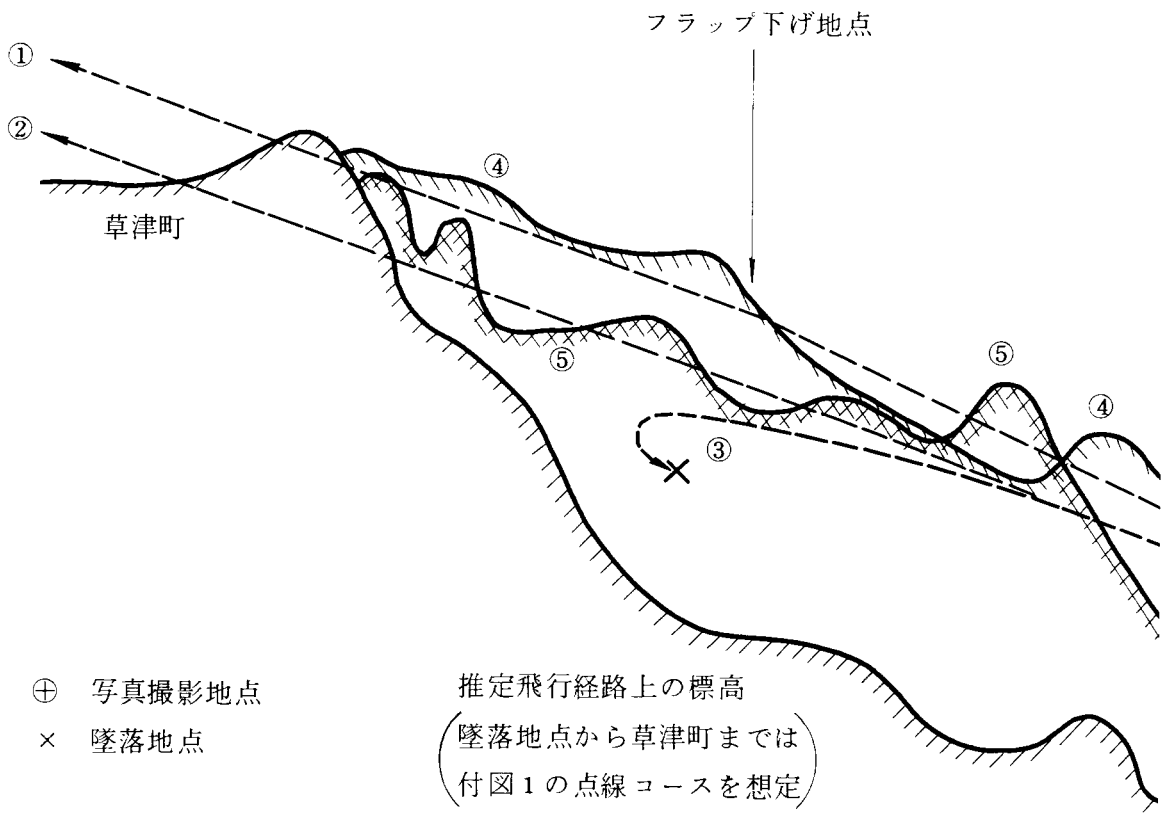 フラップ下げ地点
①
②
④
草津町
⑤
⑤
④
③
⊕ 写真撮影地点
× 墜落地点
推定飛行経路上の標高
(墜落地点から草津町までは
付図1の点線コースを想定)